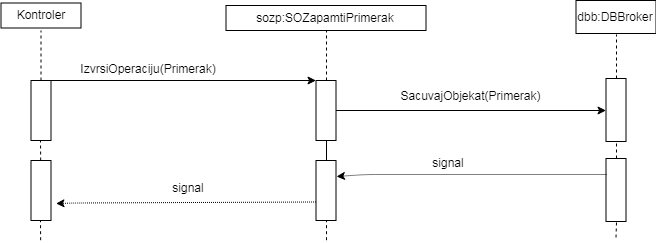 Kontroler
sozp:SOZapamtiPrimerak
dbb:DBBroker
IzvrsiOperaciju(Primerak)
SacuvajObjekat(Primerak)
signal
signal